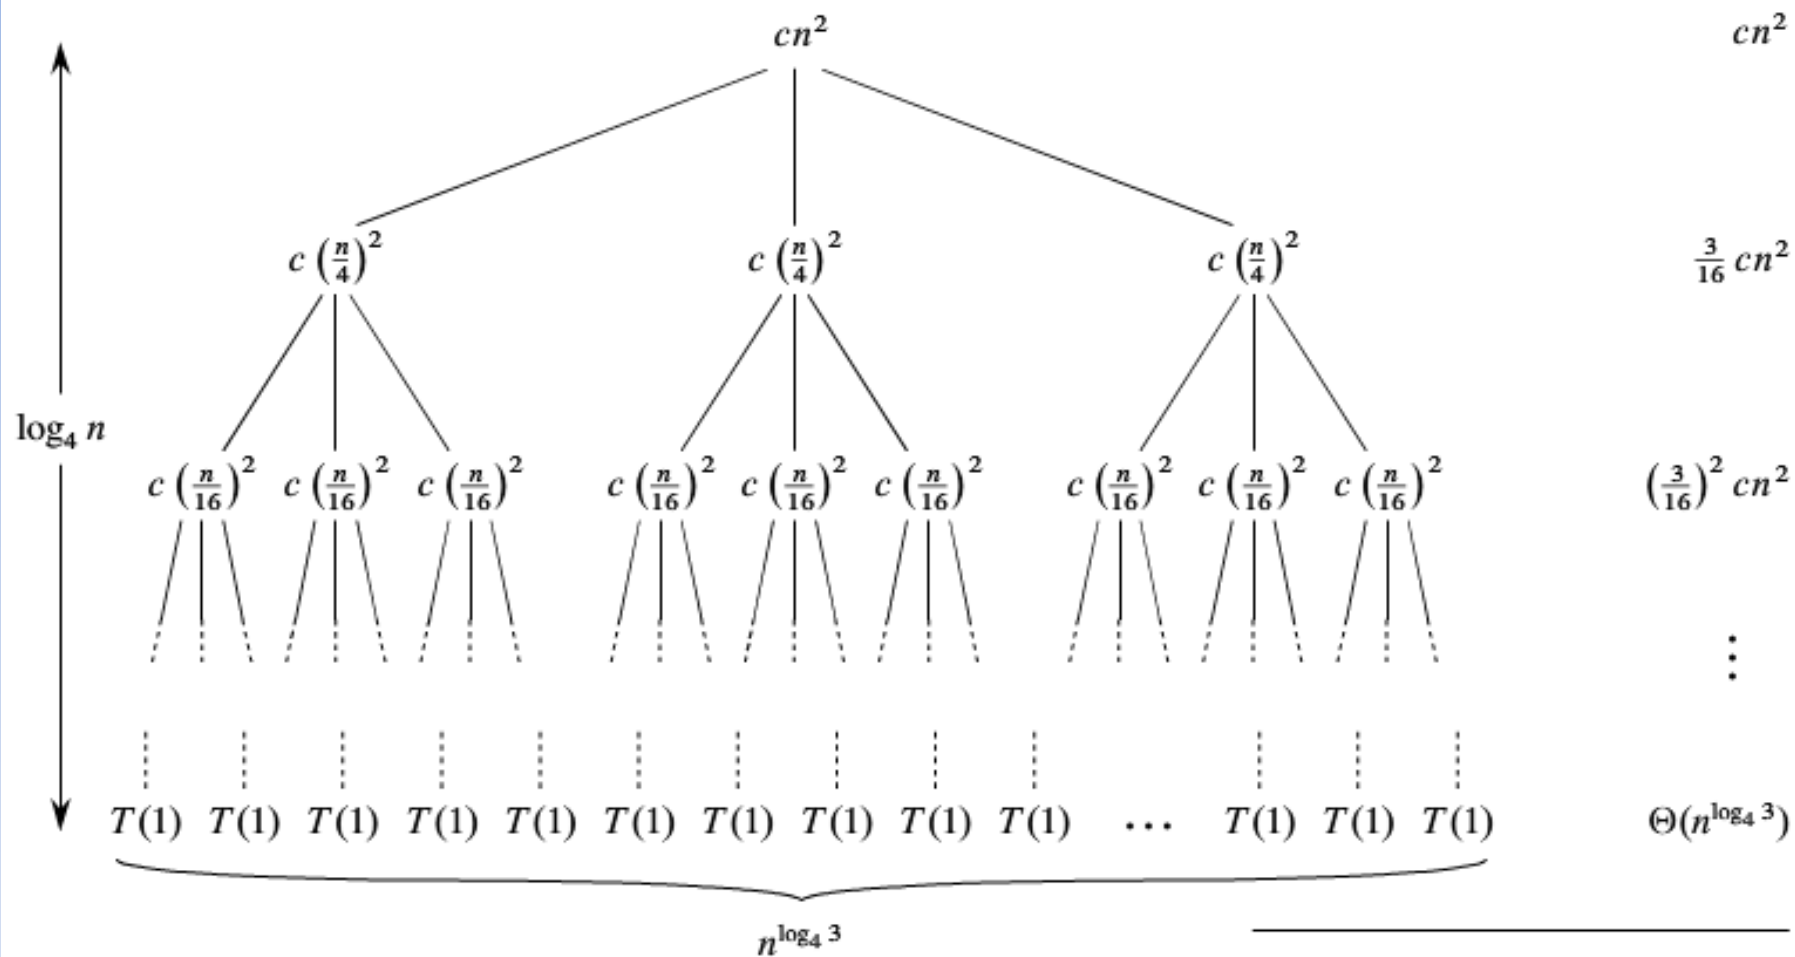 cn² cn²
c(n/4)² c(n/4)² c(n/4)² 3/16 cn²
log₄ n
c(n/16)² c(n/16)² c(n/16)² c(n/16)² c(n/16)² c(n/16)² c(n/16)² c(n/16)² c(n/16)² (3/16)² cn²
⋮
T(1) T(1) T(1) T(1) T(1) T(1) T(1) T(1) T(1) T(1) … T(1) T(1) T(1) Θ(n^{log₄ 3})
n^{log₄ 3}